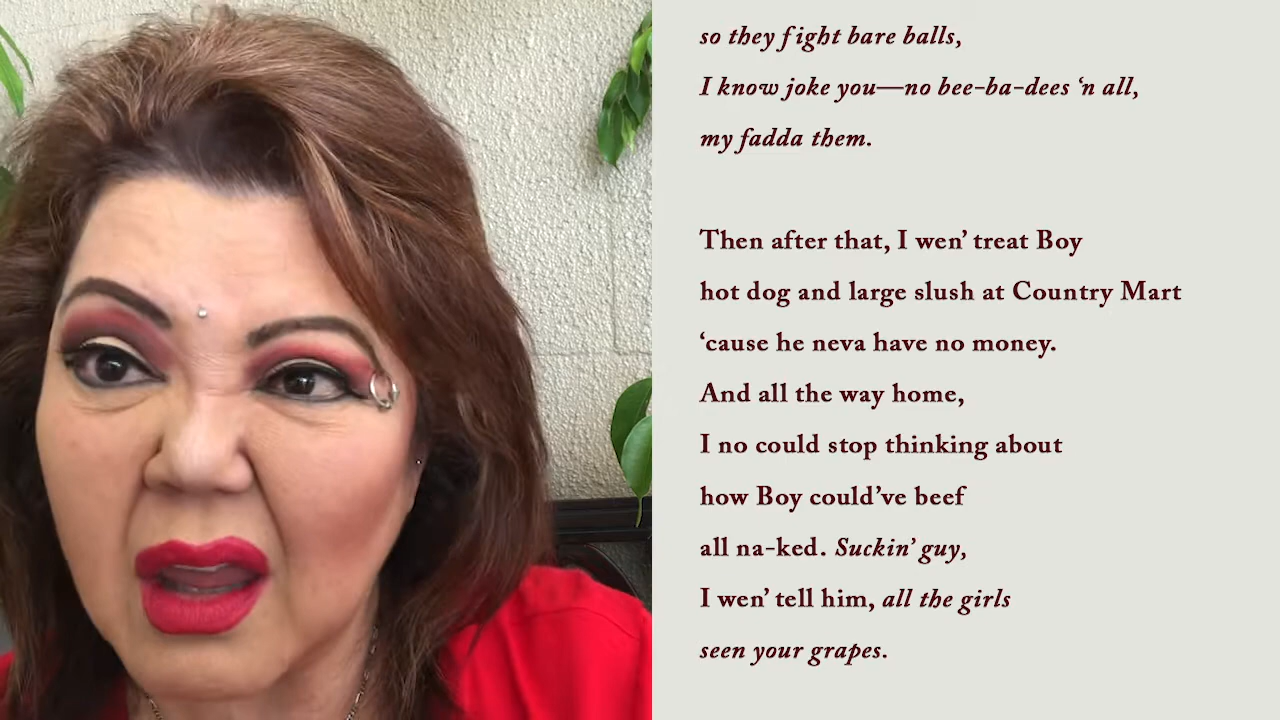 so they fight bare balls,
I know joke you—no bee-ba-dees ‘n all,
my fadda them.
Then after that, I wen’ treat Boy
hot dog and large slush at Country Mart
‘cause he neva have no money.
And all the way home,
I no could stop thinking about
how Boy could’ve beef
all na-ked. Suckin’ guy,
I wen’ tell him, all the girls
seen your grapes.